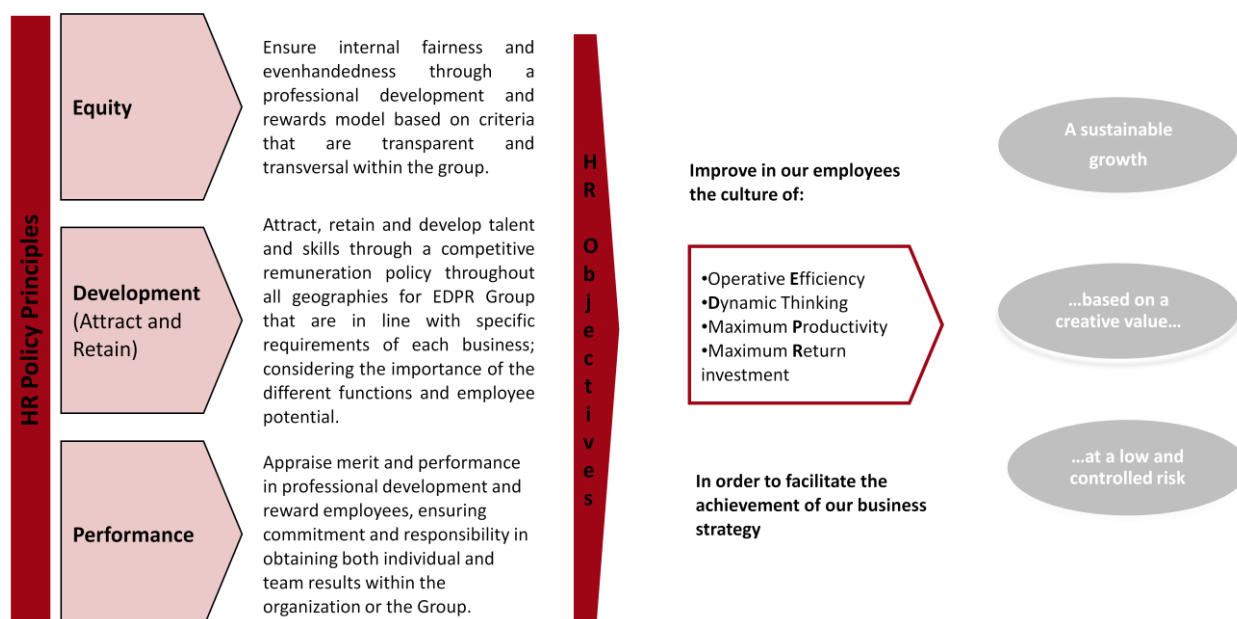 HR Policy Principles
Equity
Ensure internal fairness and
evenhandedness through a
professional development and
rewards model based on criteria
that are transparent and
transversal within the group.
Development
(Attract and
Retain)
Attract, retain and develop talent
and skills through a competitive
remuneration policy throughout
all geographies for EDPR Group
that are in line with specific
requirements of each business;
considering the importance of the
different functions and employee
potential.
Performance
Appraise merit and performance
in professional development and
reward employees, ensuring
commitment and responsibility in
obtaining both individual and
team results within the
organization or the Group.
HR Objectives
Improve in our employees
the culture of:
•Operative Efficiency
•Dynamic Thinking
•Maximum Productivity
•Maximum Return
investment
In order to facilitate the
achievement of our business
strategy
A sustainable
growth
…based on a
creative value…
…at a low and
controlled risk